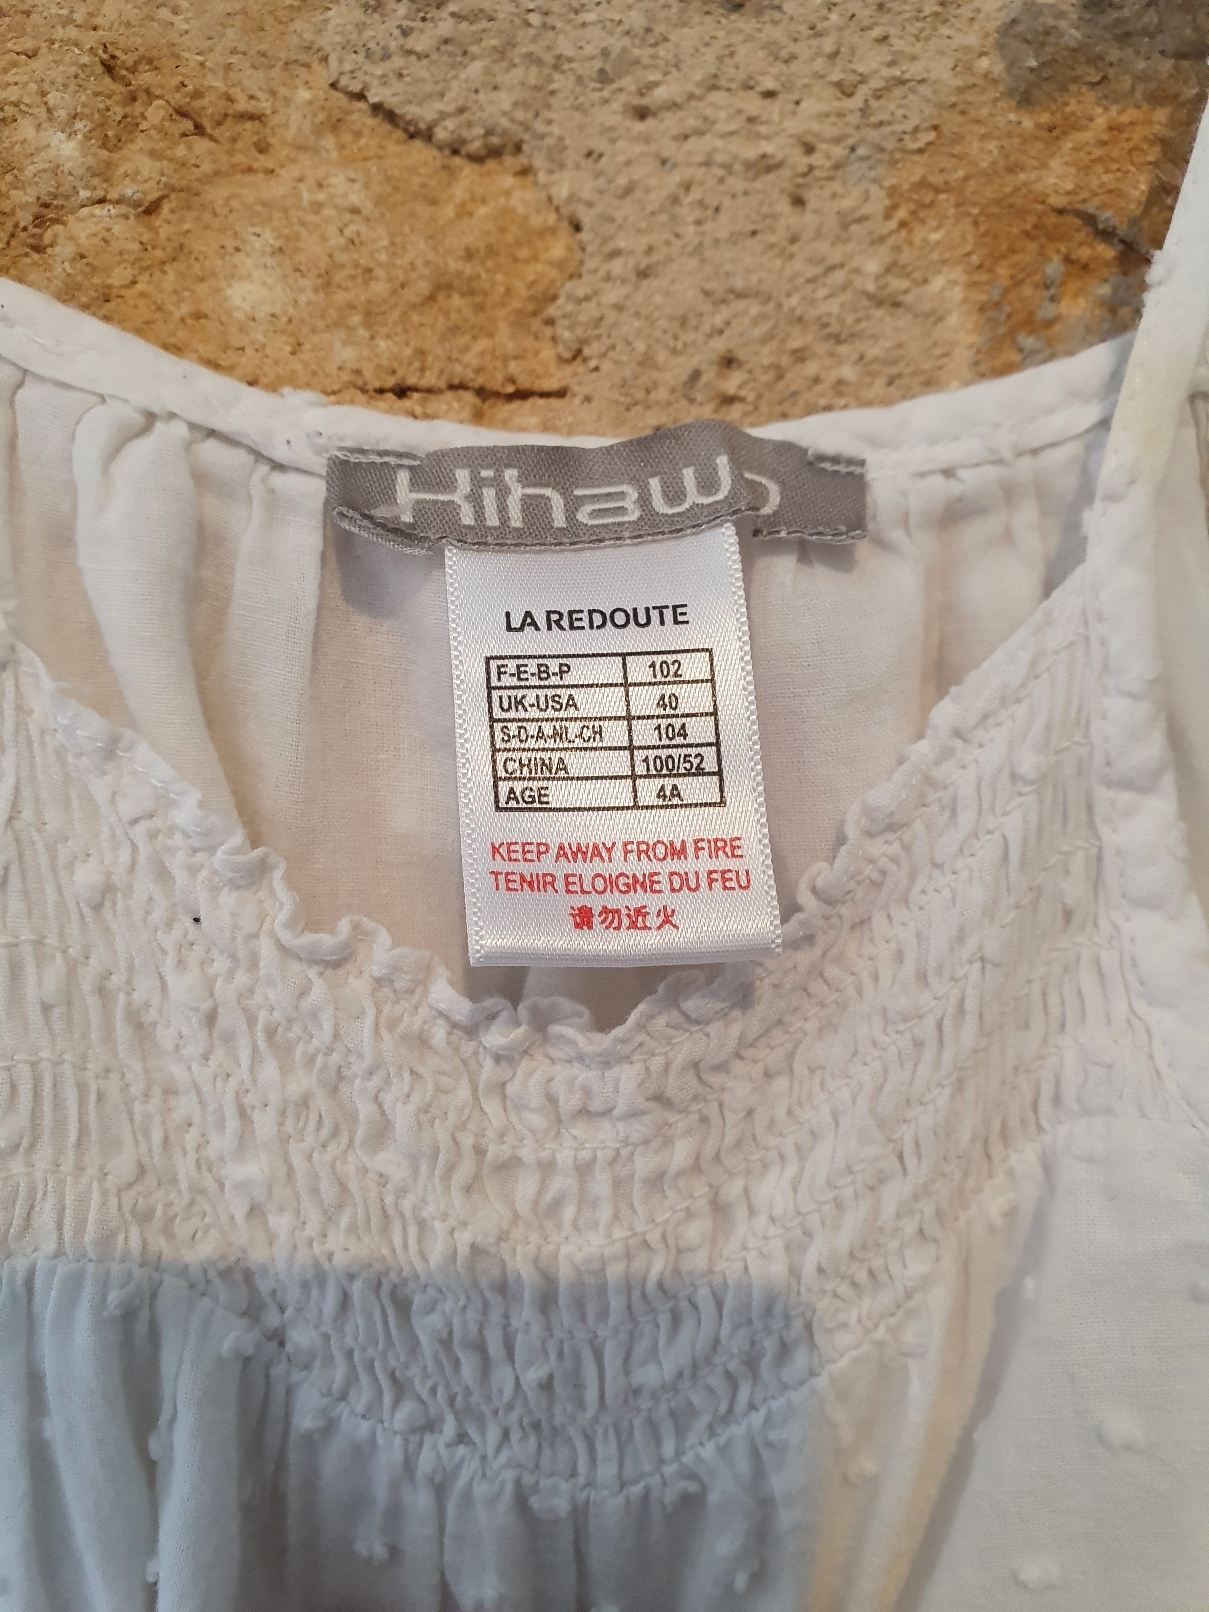 Kihaws
LA REDOUTE
F-E-B-P 102
UK-USA 40
S-D-A-NL-CH 104
CHINA 100/52
AGE 4A
KEEP AWAY FROM FIRE
TENIR ELOIGNE DU FEU
请勿近火